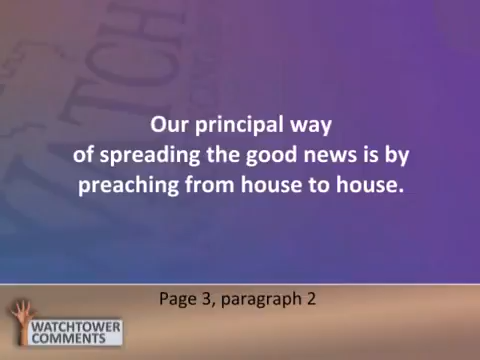 Our principal way
of spreading the good news is by
preaching from house to house.
Page 3, paragraph 2
WATCHTOWER
COMMENTS